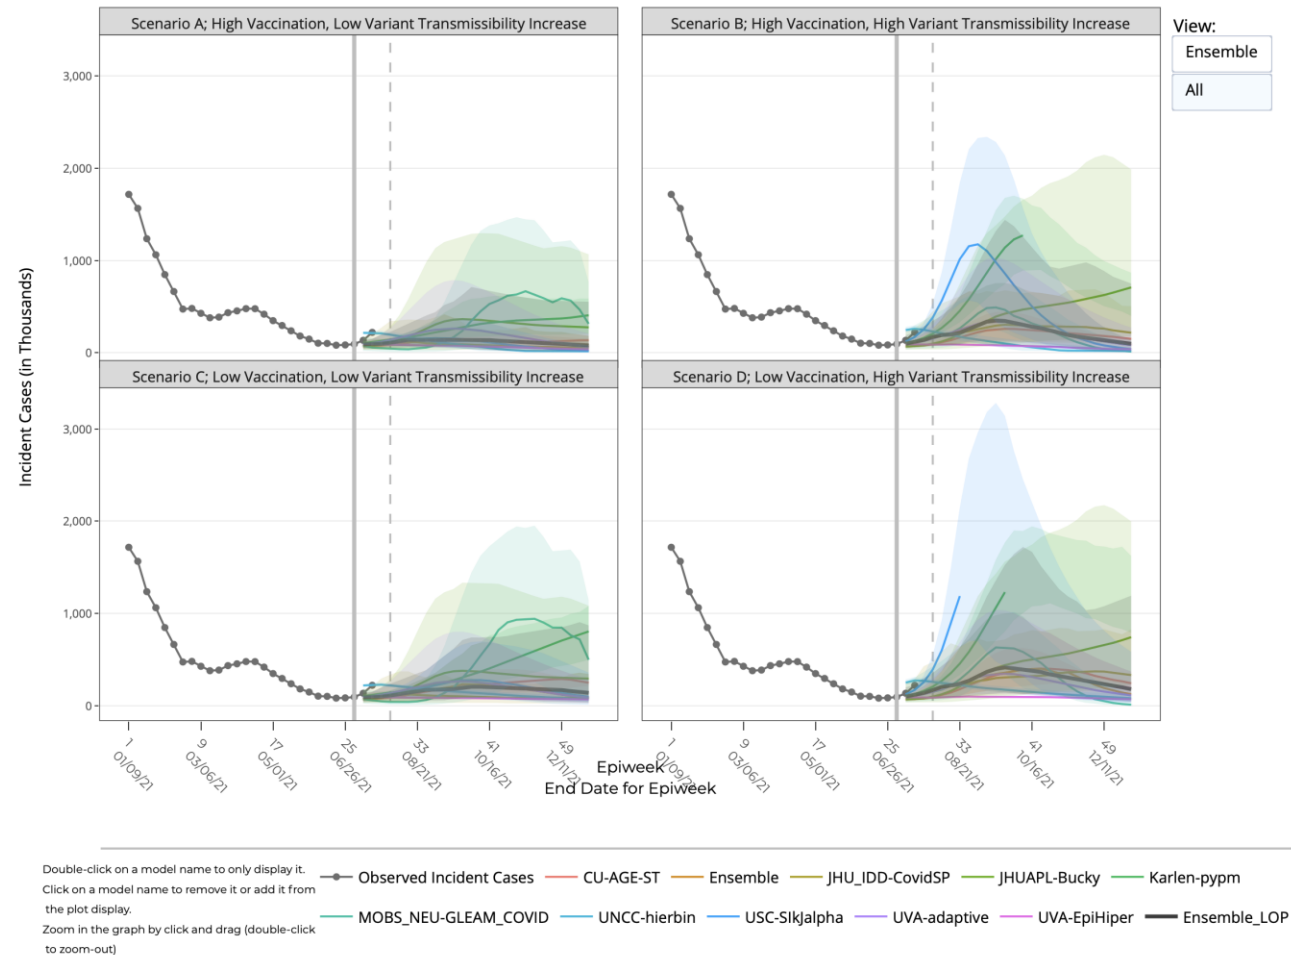 Scenario A; High Vaccination, Low Variant Transmissibility Increase
Scenario B; High Vaccination, High Variant Transmissibility Increase
View:
Ensemble
All
3,000
2,000
1,000
0
Scenario C; Low Vaccination, Low Variant Transmissibility Increase
Scenario D; Low Vaccination, High Variant Transmissibility Increase
3,000
2,000
1,000
0
Incident Cases (in Thousands)
1
01/09/21
9
03/06/21
17
05/01/21
25
06/26/21
33
08/21/21
41
10/16/21
49
12/11/21
1
01/09/21
9
03/06/21
17
05/01/21
25
06/26/21
33
08/21/21
41
10/16/21
49
12/11/21
Epiweek
End Date for Epiweek
Double-click on a model name to only display it.
Click on a model name to remove it or add it from
the plot display.
Zoom in the graph by click and drag (double-click
to zoom-out)
Observed Incident Cases
CU-AGE-ST
Ensemble
JHU_IDD-CovidSP
JHUAPL-Bucky
Karlen-pypm
MOBS_NEU-GLEAM_COVID
UNCC-hierbin
USC-SIkJalpha
UVA-adaptive
UVA-EpiHiper
Ensemble_LOP